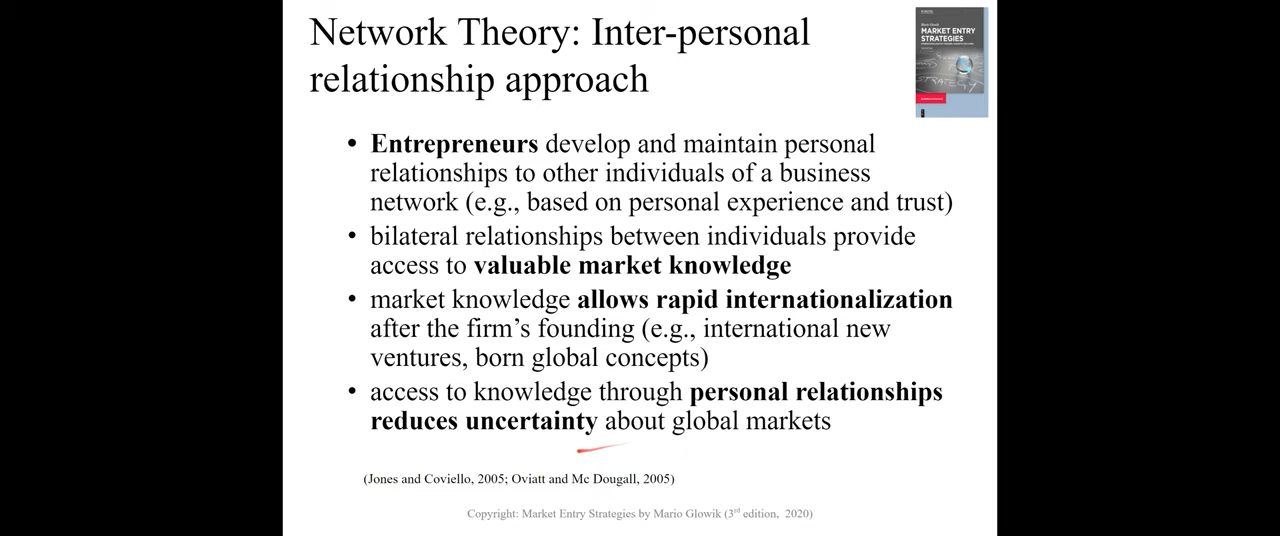 Network Theory: Inter-personal
relationship approach
MARKET ENTRY
STRATEGIES
• Entrepreneurs develop and maintain personal
relationships to other individuals of a business
network (e.g., based on personal experience and trust)
• bilateral relationships between individuals provide
access to valuable market knowledge
• market knowledge allows rapid internationalization
after the firm's founding (e.g., international new
ventures, born global concepts)
• access to knowledge through personal relationships
reduces uncertainty about global markets
(Jones and Coviello, 2005; Oviatt and Mc Dougall, 2005)
Copyright: Market Entry Strategies by Mario Glowik (3rd edition, 2020)